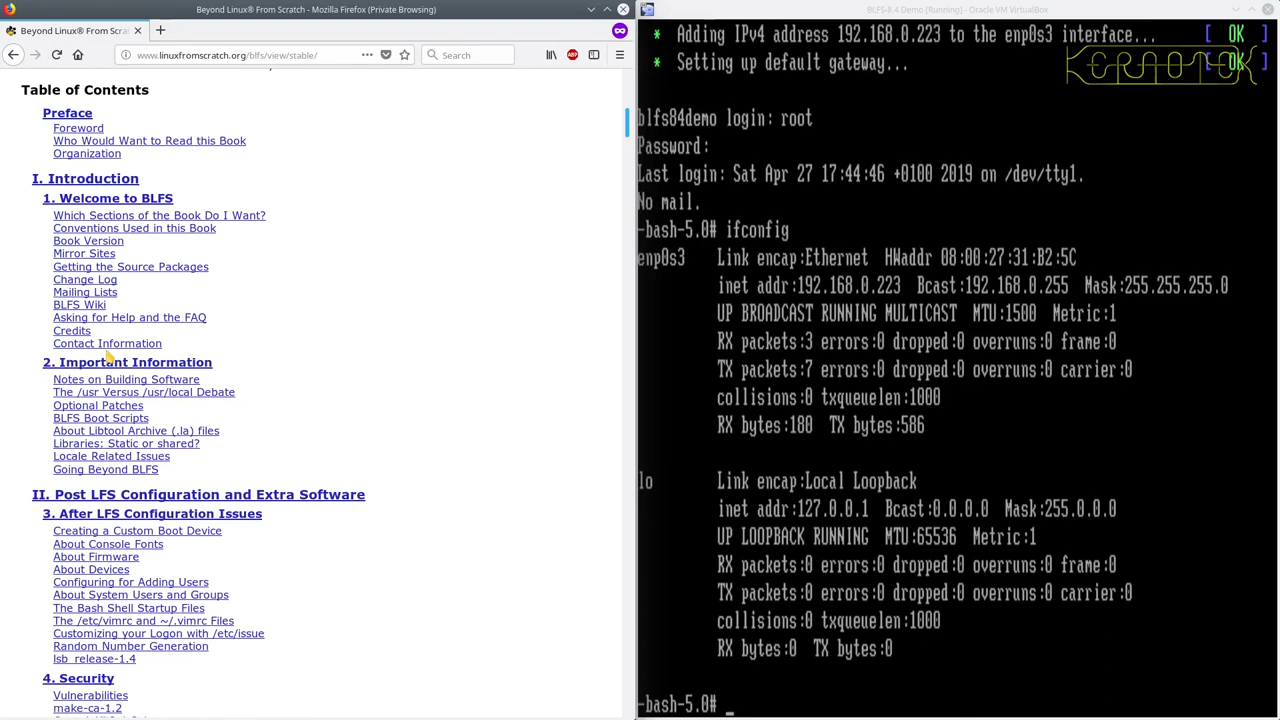 Beyond Linux® From Scratch - Mozilla Firefox (Private Browsing)
Beyond Linux® From Scra
www.linuxfromscratch.org/blfs/view/stable/
Search
ABP
Table of Contents
Preface
Foreword
Who Would Want to Read this Book
Organization
I. Introduction
1. Welcome to BLFS
Which Sections of the Book Do I Want?
Conventions Used in this Book
Book Version
Mirror Sites
Getting the Source Packages
Change Log
Mailing Lists
BLFS Wiki
Asking for Help and the FAQ
Credits
Contact Information
2. Important Information
Notes on Building Software
The /usr Versus /usr/local Debate
Optional Patches
BLFS Boot Scripts
About Libtool Archive (.la) files
Libraries: Static or shared?
Locale Related Issues
Going Beyond BLFS
II. Post LFS Configuration and Extra Software
3. After LFS Configuration Issues
Creating a Custom Boot Device
About Console Fonts
About Firmware
About Devices
Configuring for Adding Users
About System Users and Groups
The Bash Shell Startup Files
The /etc/vimrc and ~/.vimrc Files
Customizing your Logon with /etc/issue
Random Number Generation
lsb_release-1.4
4. Security
Vulnerabilities
make-ca-1.2
BLFS-8.4 Demo [Running] - Oracle VM VirtualBox
* Adding IPv4 address 192.168.0.223 to the enp0s3 interface... [ OK ]
* Setting up default gateway... [ OK ]
blfs84demo login: root
Password:
Last login: Sat Apr 27 17:44:46 +0100 2019 on /dev/tty1.
No mail.
-bash-5.0# ifconfig
enp0s3 Link encap:Ethernet HWaddr 08:00:27:31:B2:5C
inet addr:192.168.0.223 Bcast:192.168.0.255 Mask:255.255.255.0
UP BROADCAST RUNNING MULTICAST MTU:1500 Metric:1
RX packets:3 errors:0 dropped:0 overruns:0 frame:0
TX packets:7 errors:0 dropped:0 overruns:0 carrier:0
collisions:0 txqueuelen:1000
RX bytes:180 TX bytes:586
lo Link encap:Local Loopback
inet addr:127.0.0.1 Bcast:0.0.0.0 Mask:255.0.0.0
UP LOOPBACK RUNNING MTU:65536 Metric:1
RX packets:0 errors:0 dropped:0 overruns:0 frame:0
TX packets:0 errors:0 dropped:0 overruns:0 carrier:0
collisions:0 txqueuelen:1000
RX bytes:0 TX bytes:0
-bash-5.0# _